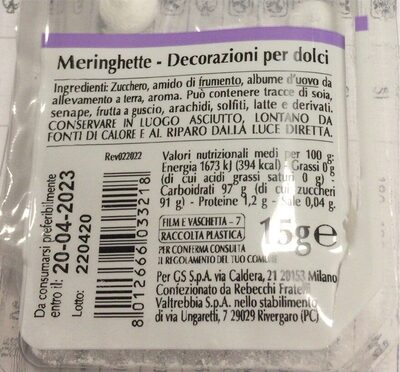 Meringhette - Decorazioni per dolci
Ingredienti: Zucchero, amido di frumento, albume d'uovo da
allevamento a terra, aroma. Può contenere tracce di soia,
senape, frutta a guscio, arachidi, solfiti, latte e derivati.
CONSERVARE IN LUOGO ASCIUTTO, LONTANO DA
FONTI DI CALORE E AL RIPARO DALLA LUCE DIRETTA.
Rev022022
Valori nutrizionali medi per 100 g:
Energia 1673 kJ (394 kcal) - Grassi 0 g
(di cui acidi grassi saturi 0 g) -
Carboidrati 97 g (di cui zuccheri
91 g) - Proteine 1,2 g - Sale 0,04 g.
FILM E VASCHETTA - 7
RACCOLTA PLASTICA
PER CONFERMA CONSULTA
IL REGOLAMENTO DEL TUO COMUNE
15g e
Per GS S.p.A. via Caldera, 21 20153 Milano
Confezionato da Rebecchi Fratelli
Valtrebbia S.p.A. nello stabilimento
di via Ungaretti, 7 29029 Rivergaro (PC)
Da consumarsi preferibilmente
entro il: 20-04-2023
Lotto: 220420
8012666033218